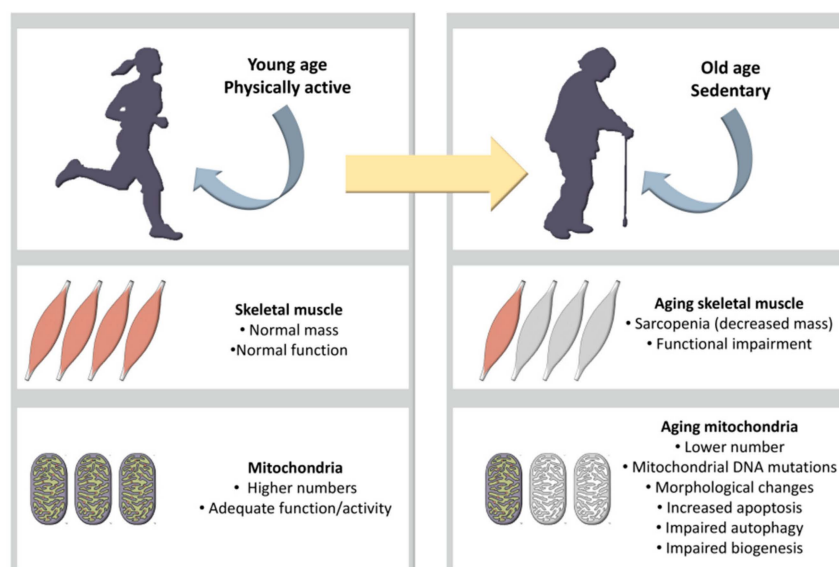 Young age
Physically active
Old age
Sedentary
Skeletal muscle
• Normal mass
•Normal function
Aging skeletal muscle
• Sarcopenia (decreased mass)
• Functional impairment
Mitochondria
• Higher numbers
• Adequate function/activity
Aging mitochondria
• Lower number
• Mitochondrial DNA mutations
• Morphological changes
• Increased apoptosis
• Impaired autophagy
• Impaired biogenesis